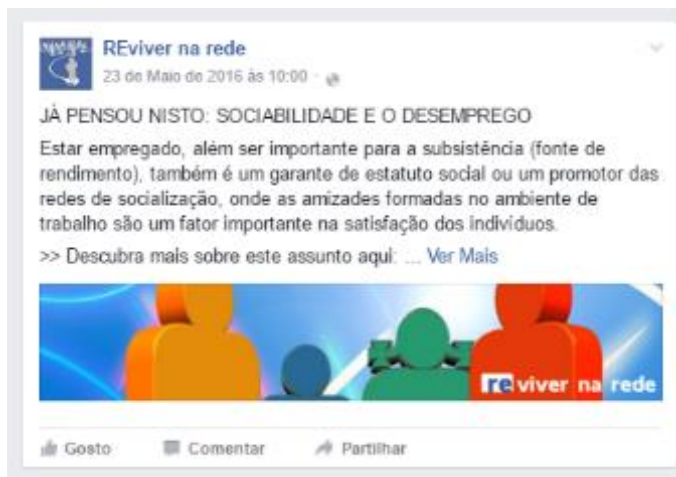 REviver na rede
23 de Maio de 2016 às 10:00
JÁ PENSOU NISTO: SOCIABILIDADE E O DESEMPREGO
Estar empregado, além ser importante para a subsistência (fonte de
rendimento), também é um garante de estatuto social ou um promotor das
redes de socialização, onde as amizades formadas no ambiente de
trabalho são um fator importante na satisfação dos indivíduos.
>> Descubra mais sobre este assunto aqui: ... Ver Mais
re viver na rede
Gosto Comentar Partilhar